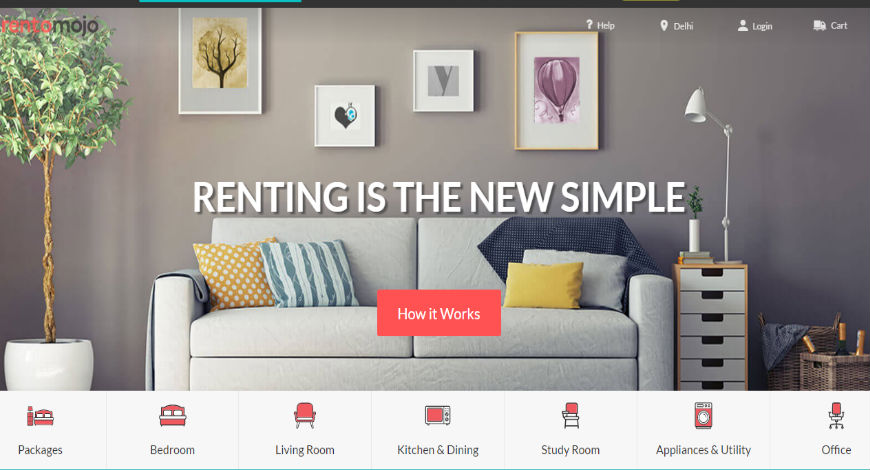 rentomojo
Help
Delhi
Login
Cart
V
RENTING IS THE NEW SIMPLE
How it Works
Packages
Bedroom
Living Room
Kitchen & Dining
Study Room
Appliances & Utility
Office